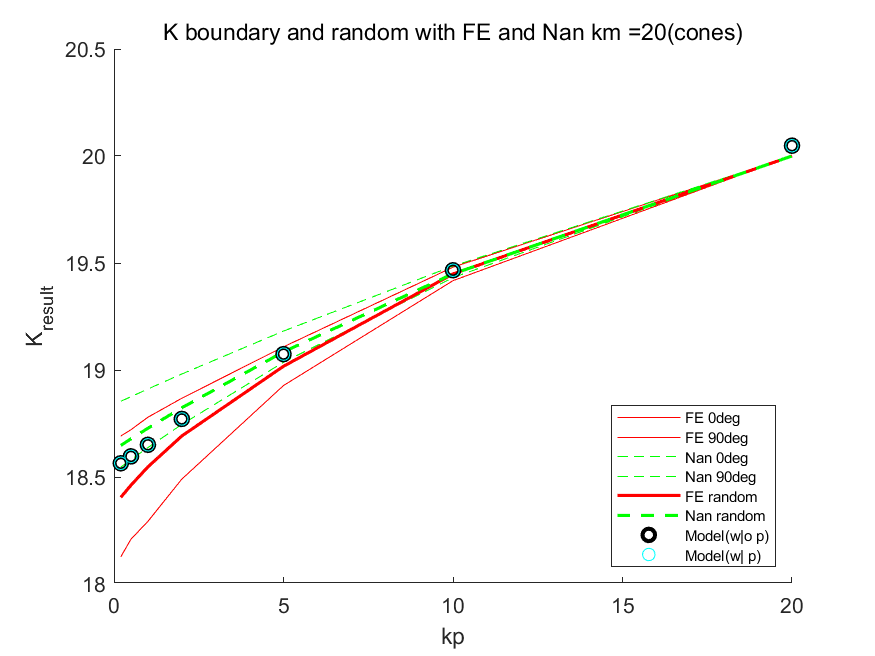 K boundary and random with FE and Nan km =20(cones)
20.5
20
19.5
19
18.5
18
K_result
0
5
10
15
20
kp
FE 0deg
FE 90deg
Nan 0deg
Nan 90deg
FE random
Nan random
Model(w|o p)
Model(w| p)